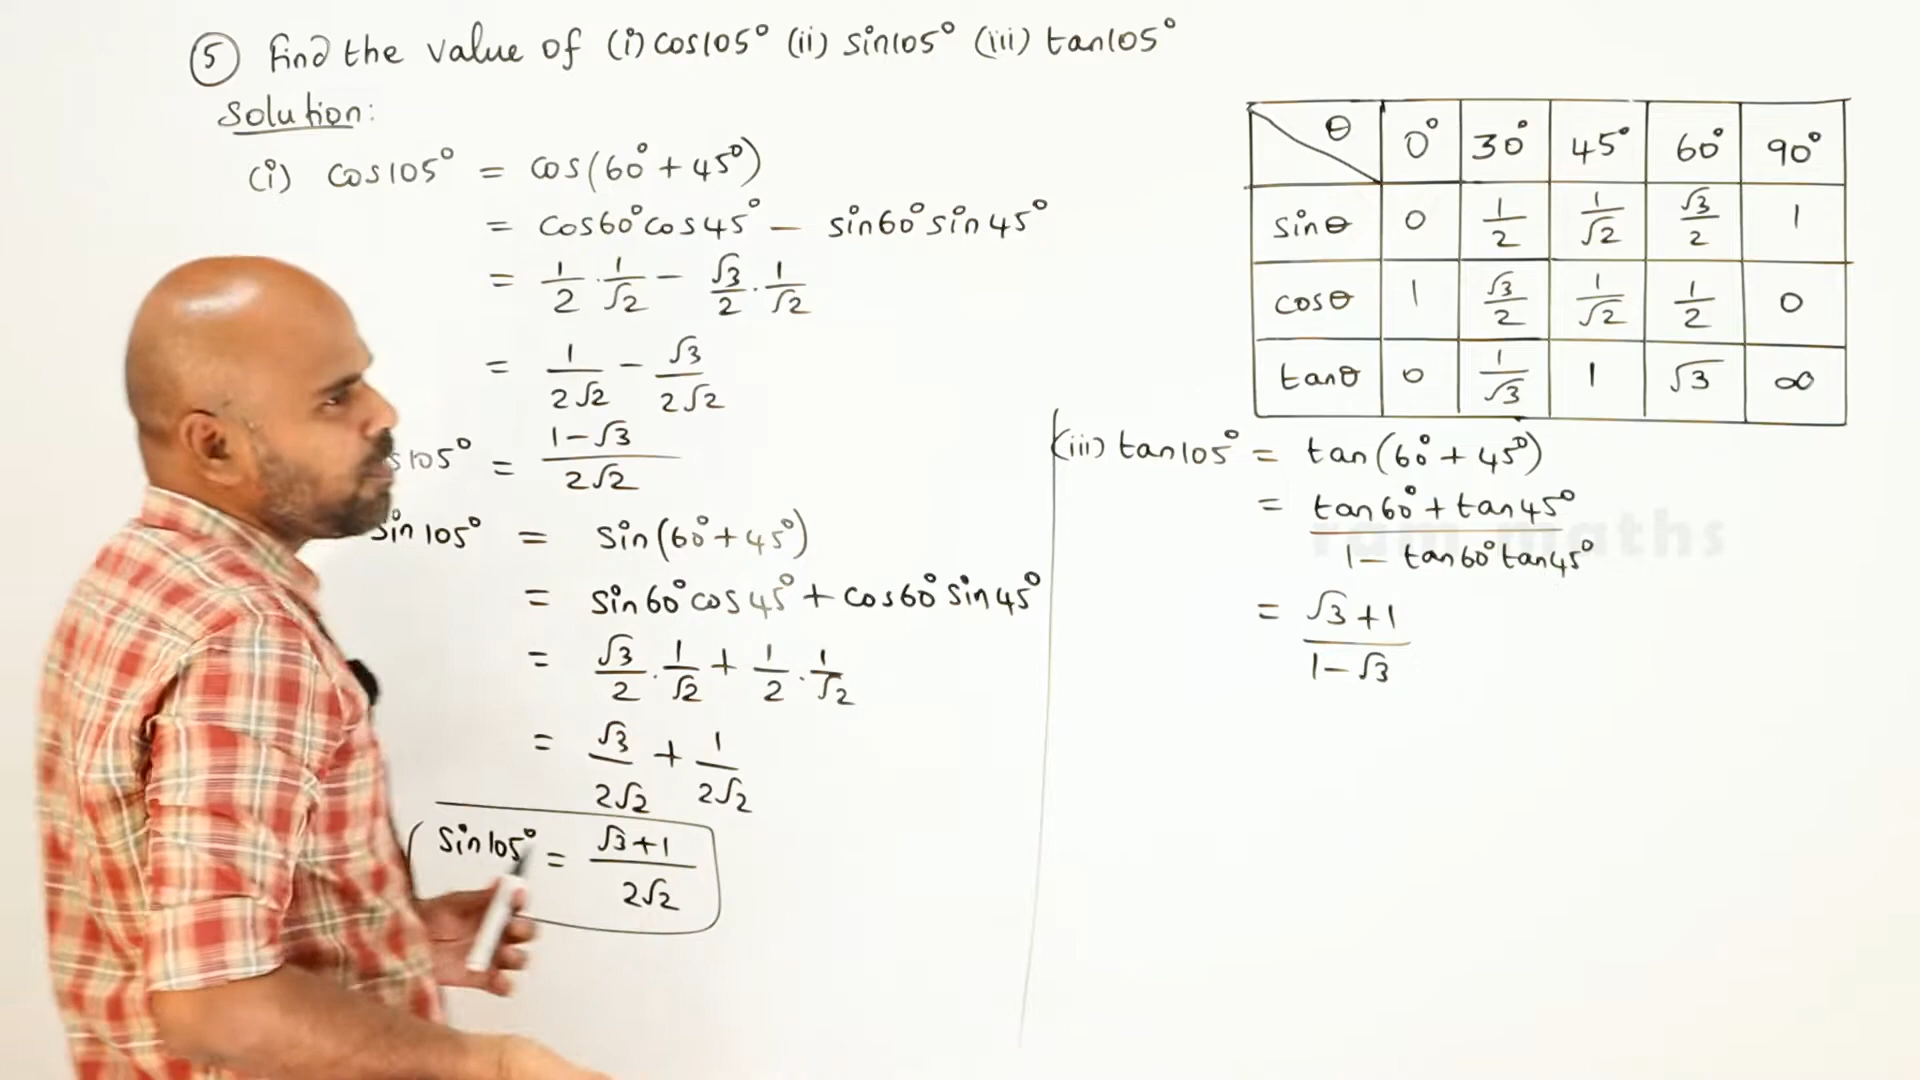 5 Find the value of (i) cos105° (ii) sin105° (iii) tan105°
Solution:
(i) cos105° = cos(60° + 45°)
= cos60°cos45° – sin60°sin45°
= 1/2 · 1/√2 – √3/2 · 1/√2
= 1/2√2 – √3/2√2
s105° = 1-√3/2√2
sin105° = sin(60°+45°)
= sin60°cos45° + cos60°sin45°
= √3/2 · 1/√2 + 1/2 · 1/√2
= √3/2√2 + 1/2√2
sin105° = √3+1/2√2
θ 0° 30° 45° 60° 90°
sinθ 0 1/2 1/√2 √3/2 1
cosθ 1 √3/2 1/√2 1/2 0
tanθ 0 1/√3 1 √3 ∞
(iii) tan105° = tan(60°+45°)
= tan60°+tan45°/1-tan60°tan45°
= √3+1/1-√3
ram maths